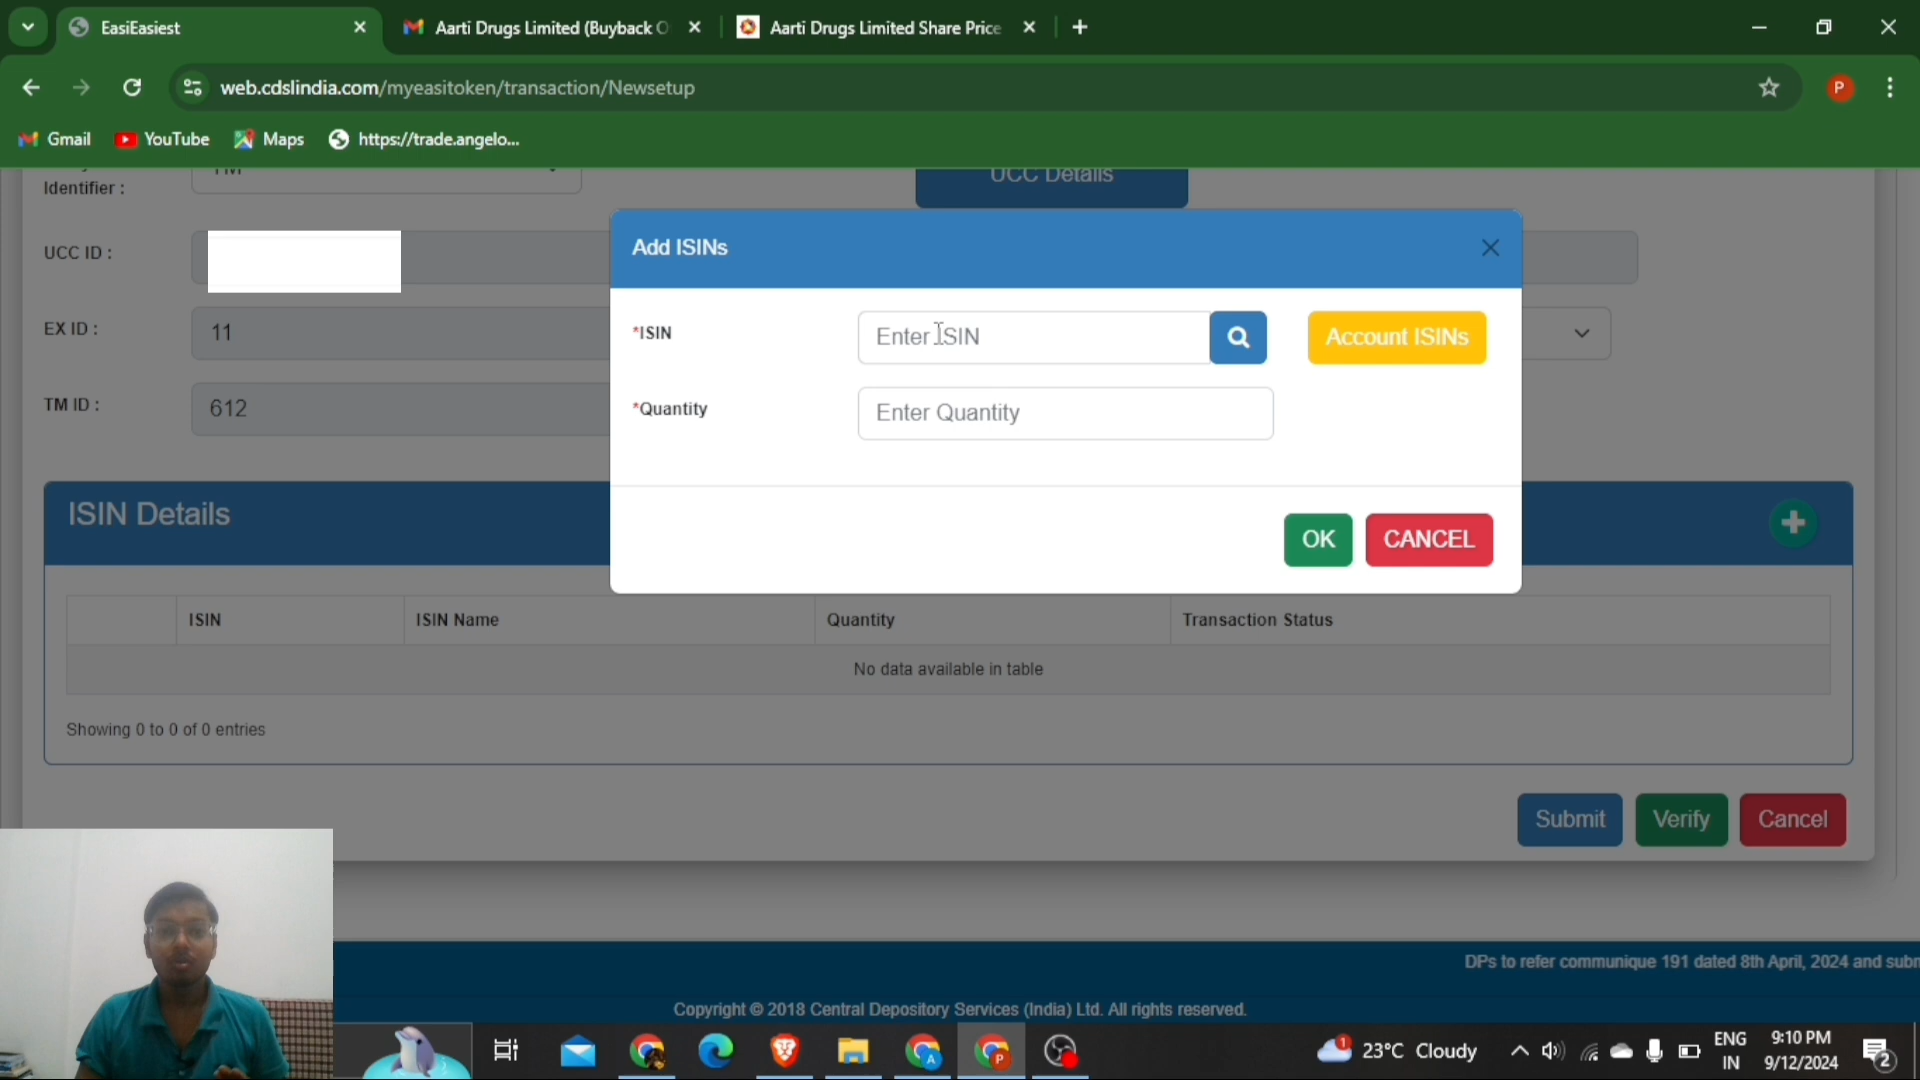 EasiEasiest
Aarti Drugs Limited (Buyback O
Aarti Drugs Limited Share Price
web.cdslindia.com/myeasitoken/transaction/Newsetup
P
Gmail
YouTube
Maps
https://trade.angelo...
Identifier :
TM
UCC Details
UCC ID :
EX ID :
11
TM ID :
612
Add ISINs
*ISIN
Enter ISIN
Account ISINs
*Quantity
Enter Quantity
OK
CANCEL
ISIN Details
ISIN
ISIN Name
Quantity
Transaction Status
No data available in table
Showing 0 to 0 of 0 entries
Submit
Verify
Cancel
DPs to refer communique 191 dated 8th April, 2024 and subm
Copyright © 2018 Central Depository Services (India) Ltd. All rights reserved.
A
P
1
23°C Cloudy
ENG
IN
9:10 PM
9/12/2024
2